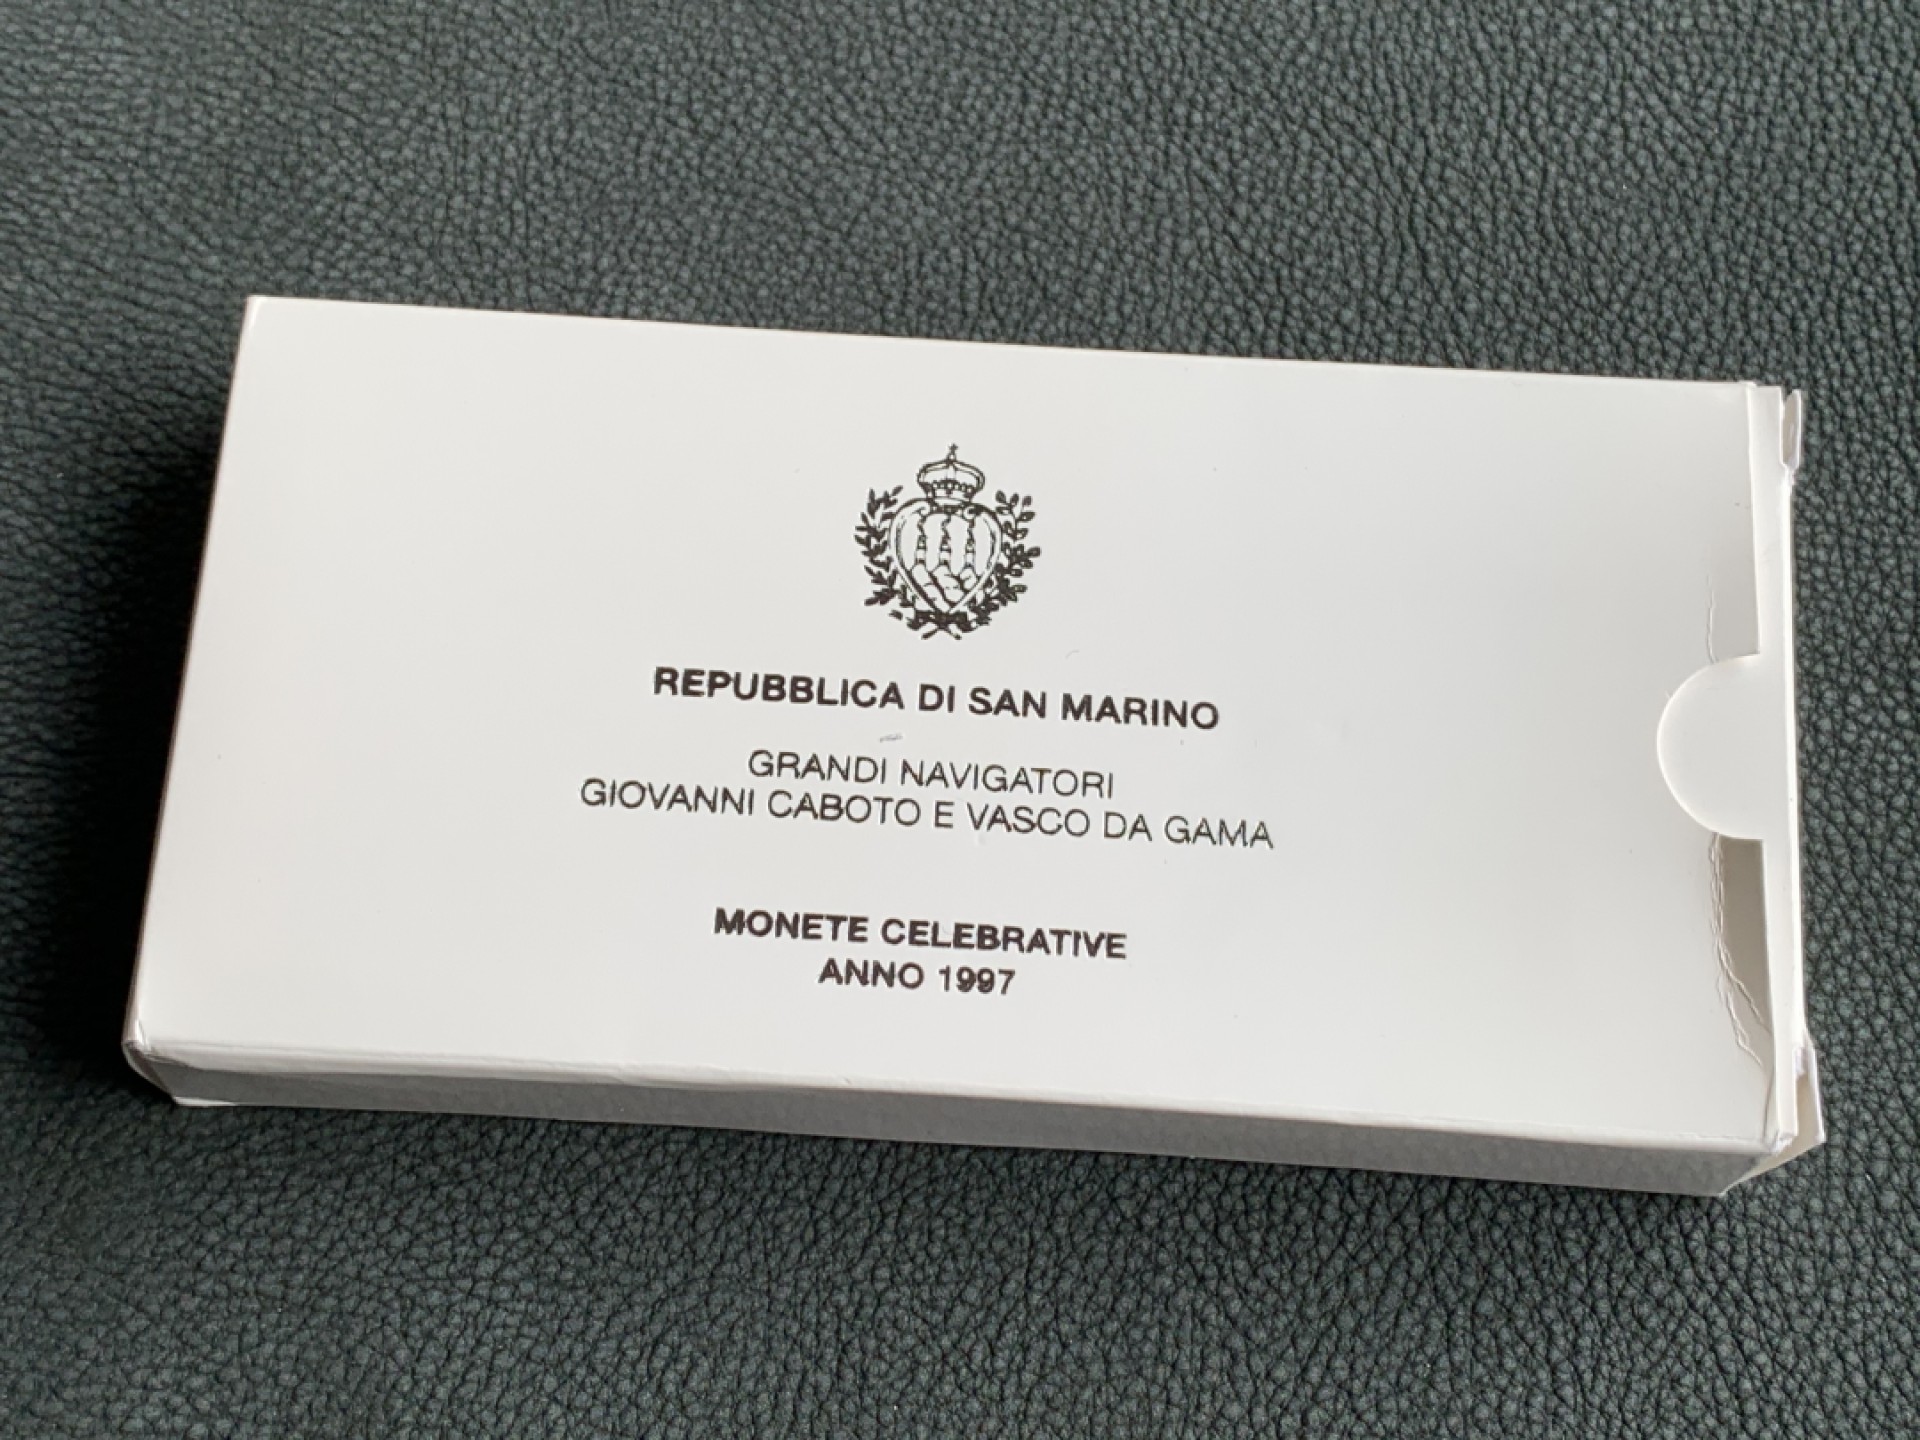 REPUBBLICA DI SAN MARINO
GRANDI NAVIGATORI
GIOVANNI CABOTO E VASCO DA GAMA
MONETE CELEBRATIVE
ANNO 1997